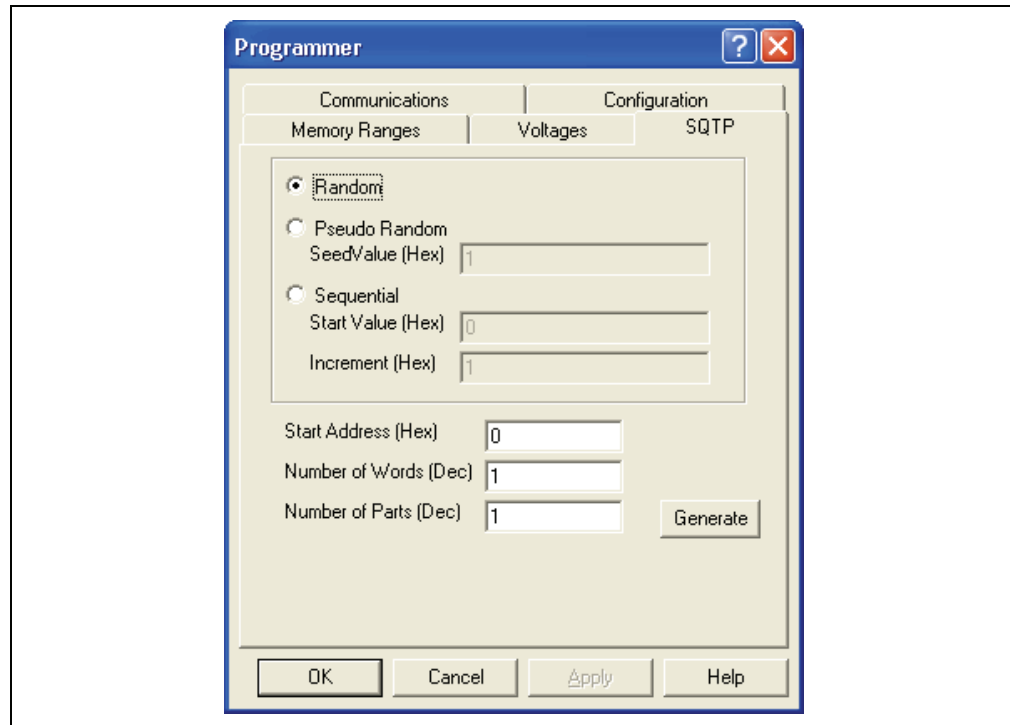 Programmer
Communications Configuration
Memory Ranges Voltages SQTP
Random
Pseudo Random
SeedValue (Hex) 1
Sequential
Start Value (Hex) 0
Increment (Hex) 1
Start Address (Hex) 0
Number of Words (Dec) 1
Number of Parts (Dec) 1
Generate
OK Cancel Apply Help